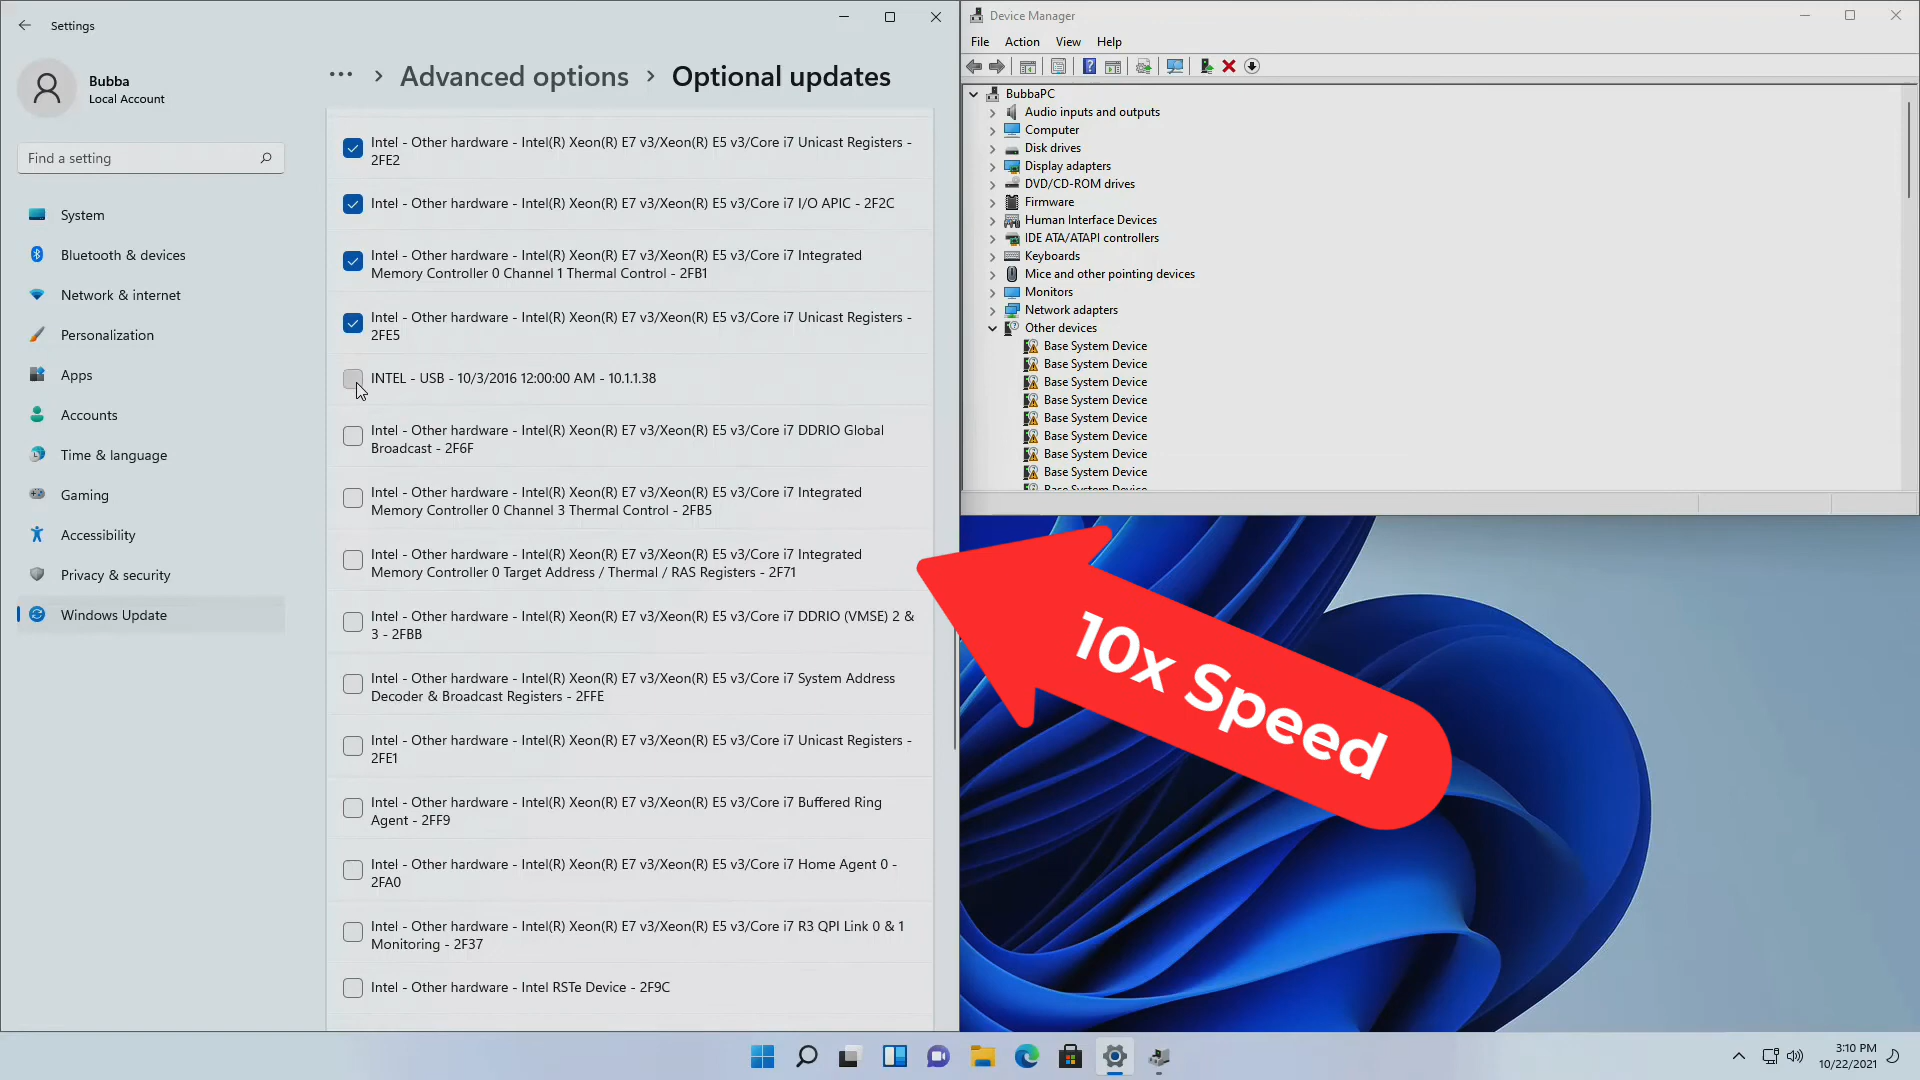 Settings
Bubba
Local Account
Find a setting
System
Bluetooth & devices
Network & internet
Personalization
Apps
Accounts
Time & language
Gaming
Accessibility
Privacy & security
Windows Update
··· › Advanced options › Optional updates
Intel - Other hardware - Intel(R) Xeon(R) E7 v3/Xeon(R) E5 v3/Core i7 Unicast Registers -
2FE2
Intel - Other hardware - Intel(R) Xeon(R) E7 v3/Xeon(R) E5 v3/Core i7 I/O APIC - 2F2C
Intel - Other hardware - Intel(R) Xeon(R) E7 v3/Xeon(R) E5 v3/Core i7 Integrated
Memory Controller 0 Channel 1 Thermal Control - 2FB1
Intel - Other hardware - Intel(R) Xeon(R) E7 v3/Xeon(R) E5 v3/Core i7 Unicast Registers -
2FE5
INTEL - USB - 10/3/2016 12:00:00 AM - 10.1.1.38
Intel - Other hardware - Intel(R) Xeon(R) E7 v3/Xeon(R) E5 v3/Core i7 DDRIO Global
Broadcast - 2F6F
Intel - Other hardware - Intel(R) Xeon(R) E7 v3/Xeon(R) E5 v3/Core i7 Integrated
Memory Controller 0 Channel 3 Thermal Control - 2FB5
Intel - Other hardware - Intel(R) Xeon(R) E7 v3/Xeon(R) E5 v3/Core i7 Integrated
Memory Controller 0 Target Address / Thermal / RAS Registers - 2F71
Intel - Other hardware - Intel(R) Xeon(R) E7 v3/Xeon(R) E5 v3/Core i7 DDRIO (VMSE) 2 &
3 - 2FBB
Intel - Other hardware - Intel(R) Xeon(R) E7 v3/Xeon(R) E5 v3/Core i7 System Address
Decoder & Broadcast Registers - 2FFE
Intel - Other hardware - Intel(R) Xeon(R) E7 v3/Xeon(R) E5 v3/Core i7 Unicast Registers -
2FE1
Intel - Other hardware - Intel(R) Xeon(R) E7 v3/Xeon(R) E5 v3/Core i7 Buffered Ring
Agent - 2FF9
Intel - Other hardware - Intel(R) Xeon(R) E7 v3/Xeon(R) E5 v3/Core i7 Home Agent 0 -
2FA0
Intel - Other hardware - Intel(R) Xeon(R) E7 v3/Xeon(R) E5 v3/Core i7 R3 QPI Link 0 & 1
Monitoring - 2F37
Intel - Other hardware - Intel RSTe Device - 2F9C
Device Manager
File Action View Help
BubbaPC
Audio inputs and outputs
Computer
Disk drives
Display adapters
DVD/CD-ROM drives
Firmware
Human Interface Devices
IDE ATA/ATAPI controllers
Keyboards
Mice and other pointing devices
Monitors
Network adapters
Other devices
Base System Device
Base System Device
Base System Device
Base System Device
Base System Device
Base System Device
Base System Device
Base System Device
Base System Device
10x Speed
3:10 PM
10/22/2021